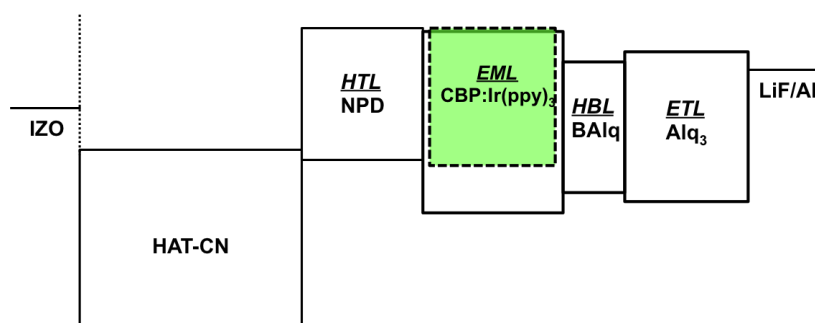 IZO
HAT-CN
HTL
NPD
EML
CBP:Ir(ppy)3
HBL
BAlq
ETL
Alq3
LiF/Al